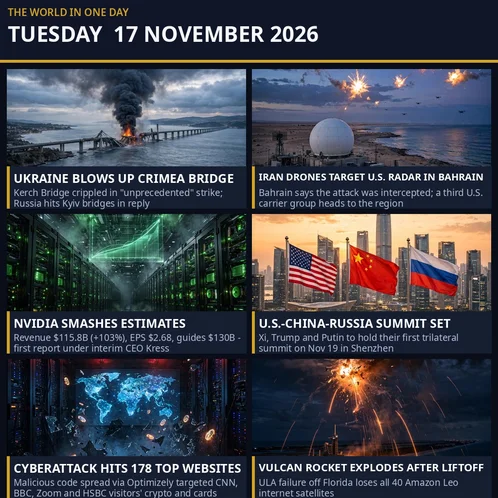 THE WORLD IN ONE DAY
TUESDAY 17 NOVEMBER 2026
UKRAINE BLOWS UP CRIMEA BRIDGE
Kerch Bridge crippled in "unprecedented" strike;
Russia hits Kyiv bridges in reply
IRAN DRONES TARGET U.S. RADAR IN BAHRAIN
Bahrain says the attack was intercepted; a third U.S.
carrier group heads to the region
NVIDIA SMASHES ESTIMATES
Revenue $115.8B (+103%), EPS $2.68, guides $130B -
first report under interim CEO Kress
U.S.-CHINA-RUSSIA SUMMIT SET
Xi, Trump and Putin to hold their first trilateral
summit on Nov 19 in Shenzhen
CYBERATTACK HITS 178 TOP WEBSITES
Malicious code spread via Optimizely targeted CNN,
BBC, Zoom and HSBC visitors' crypto and cards
VULCAN ROCKET EXPLODES AFTER LIFTOFF
ULA failure off Florida loses all 40 Amazon Leo
internet satellites